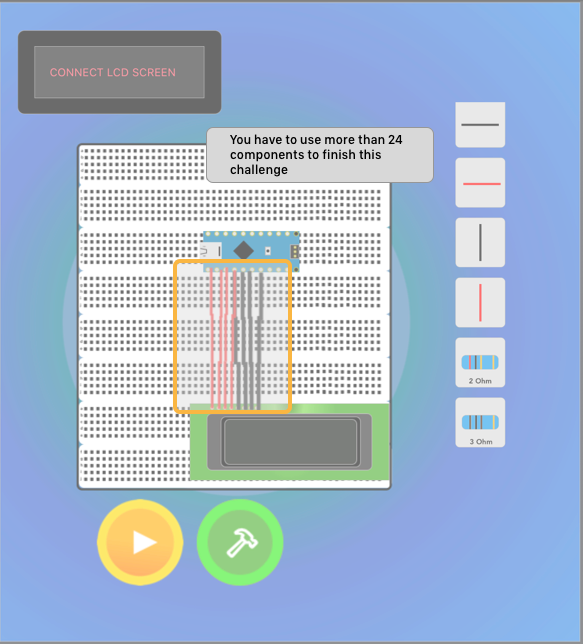 CONNECT LCD SCREEN
You have to use more than 24
components to finish this
challenge
2 Ohm
3 Ohm